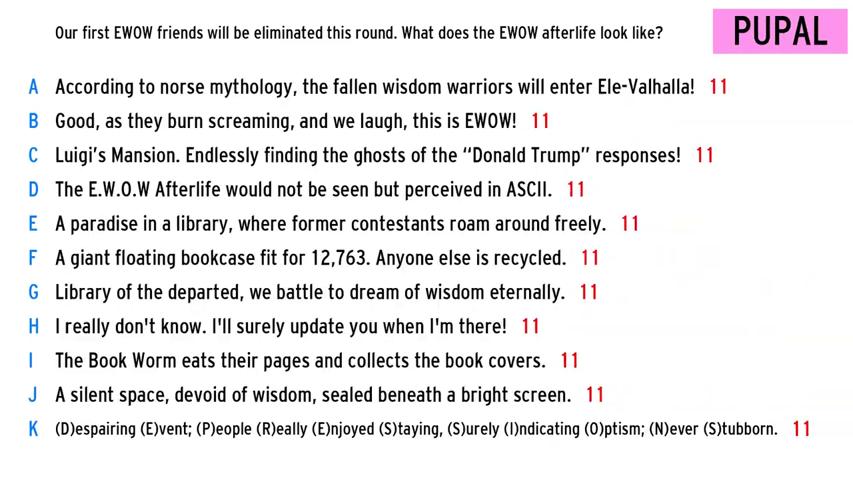 Our first EWOW friends will be eliminated this round. What does the EWOW afterlife look like?
PUPAL
A According to norse mythology, the fallen wisdom warriors will enter Ele-Valhalla! 11
B Good, as they burn screaming, and we laugh, this is EWOW! 11
C Luigi's Mansion. Endlessly finding the ghosts of the “Donald Trump” responses! 11
D The E.W.O.W Afterlife would not be seen but perceived in ASCII. 11
E A paradise in a library, where former contestants roam around freely. 11
F A giant floating bookcase fit for 12,763. Anyone else is recycled. 11
G Library of the departed, we battle to dream of wisdom eternally. 11
H I really don't know. I'll surely update you when I'm there! 11
I The Book Worm eats their pages and collects the book covers. 11
J A silent space, devoid of wisdom, sealed beneath a bright screen. 11
K (D)espairing (E)vent; (P)eople (R)eally (E)njoyed (S)taying, (S)urely (I)ndicating (O)ptism; (N)ever (S)tubborn. 11